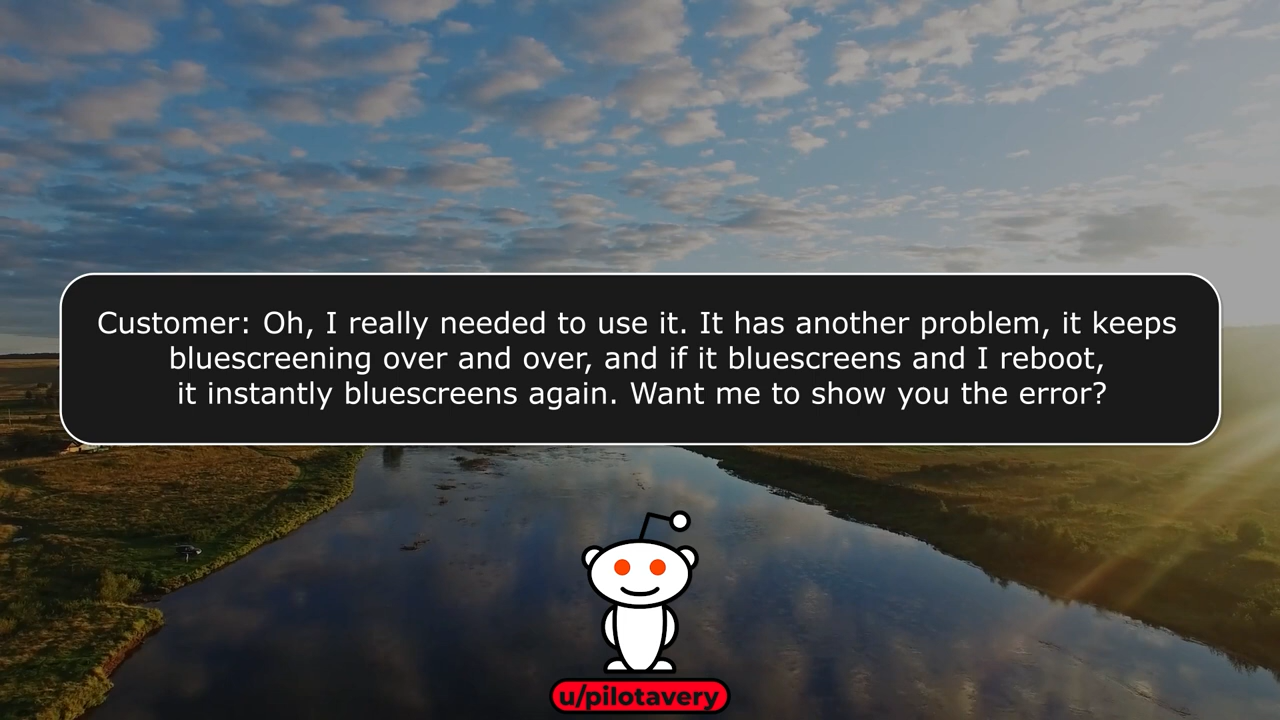 Customer: Oh, I really needed to use it. It has another problem, it keeps
bluescreening over and over, and if it bluescreens and I reboot,
it instantly bluescreens again. Want me to show you the error?
u/pilotavery